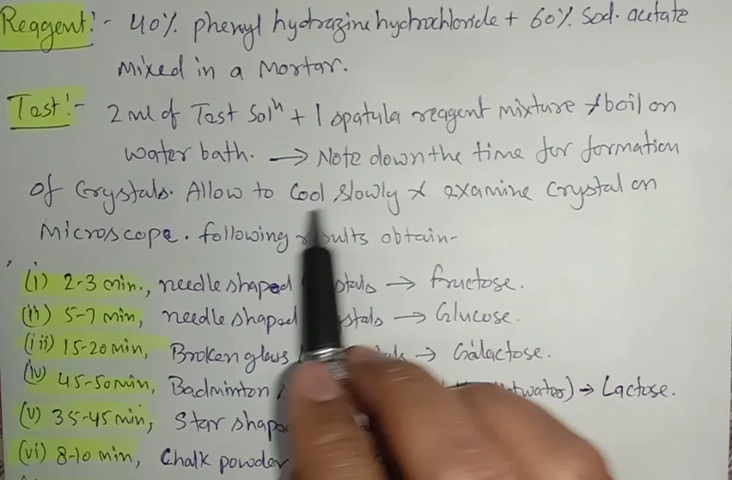 Reagent:- 40% phenyl hydrazine hydrochloride + 60% Sod. acetate
Mixed in a Mortar.
Test:- 2 ml of Test Solⁿ + 1 spatula reagent mixture + boil on
Water bath. → Note down the time for formation
Of Crystals. Allow to Cool slowly & examine Crystal on
Microscope. following results obtain-
(i) 2-3 min., needle shaped → fructose.
(ii) 5-7 min, needle shaped → Glucose.
(iii) 15-20 min, Broken glass → Galactose.
(iv) 45-50 min, Badminton → Lactose.
(v) 35-45 min, Star
(vi) 8-10 min, Chalk powder